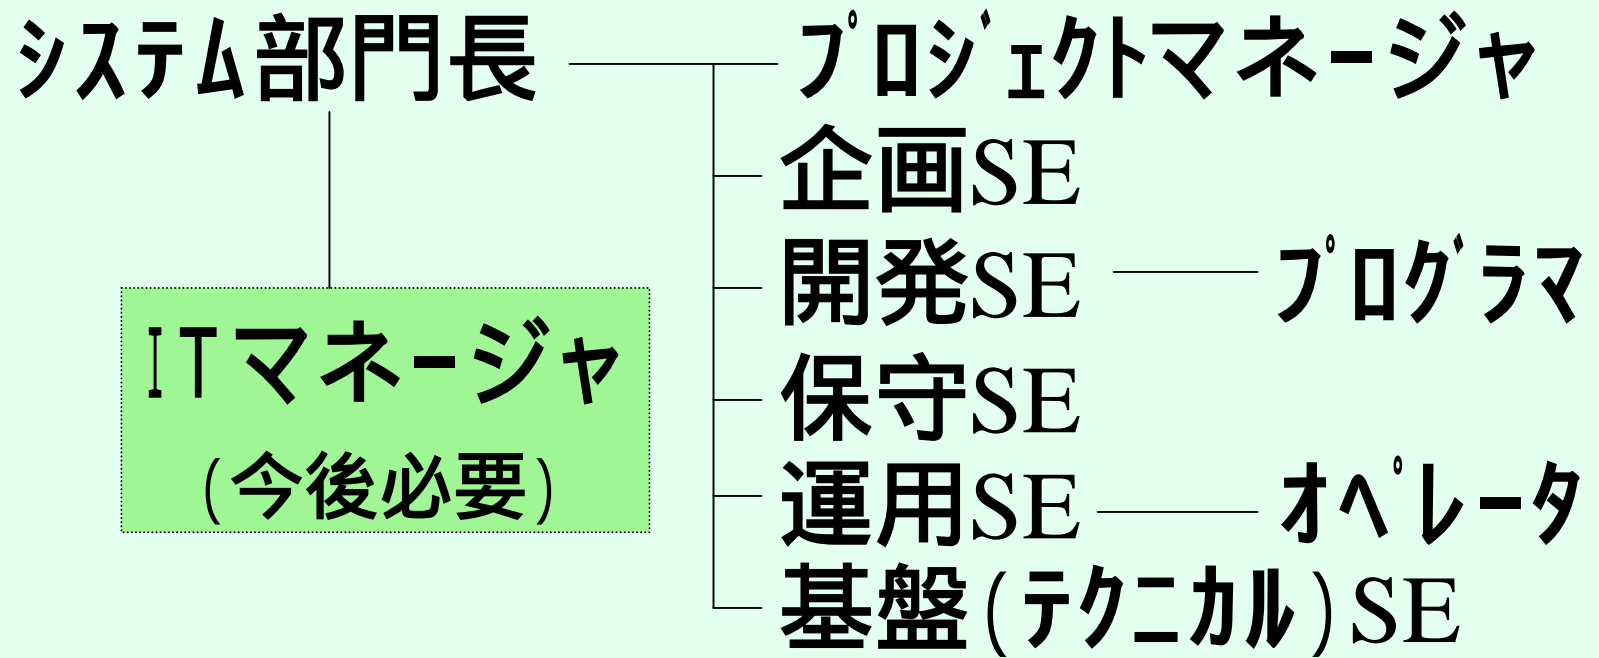 システム部門長
ﾌﾟﾛｼﾞｪｸﾄマネージャ
企画SE
開発SE
ﾌﾟﾛｸﾞﾗﾏ
ITマネージャ
(今後必要)
保守SE
運用SE
ｵﾍﾟﾚｰﾀ
基盤(ﾃｸﾆｶﾙ)SE